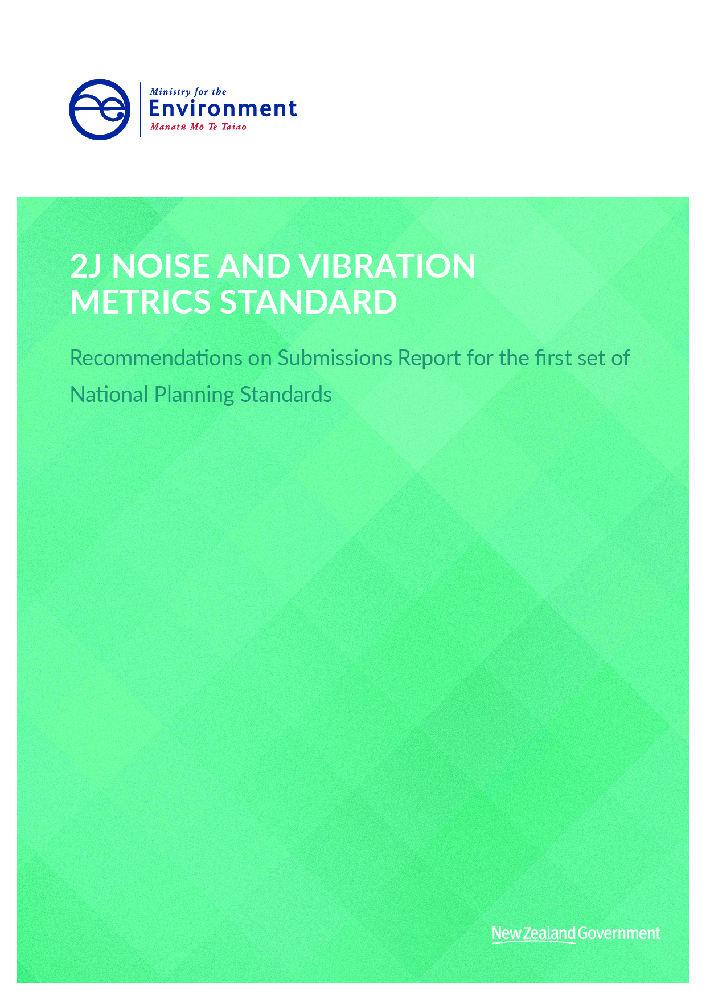 Ministry for the
Environment
Manatū Mō Te Taiao
2J NOISE AND VIBRATION
METRICS STANDARD
Recommendations on Submissions Report for the first set of
National Planning Standards
New Zealand Government